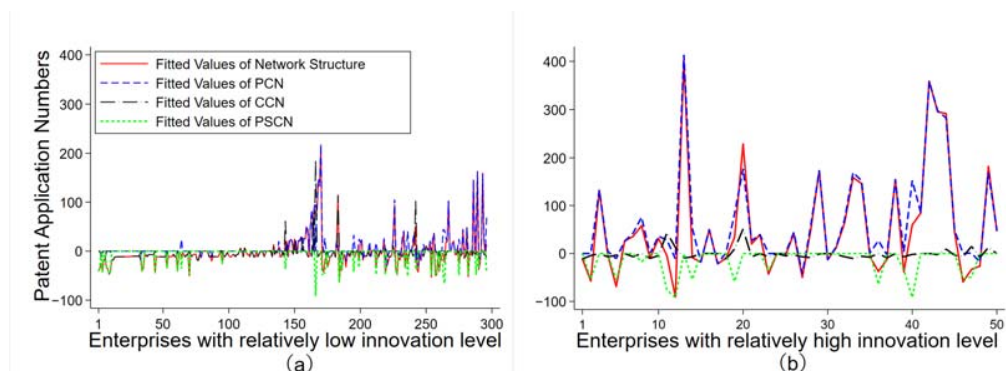 400
300
200
100
0
−100
Patent Application Numbers
Fitted Values of Network Structure
Fitted Values of PCN
Fitted Values of CCN
Fitted Values of PSCN
1 50 100 150 200 250 300
Enterprises with relatively low innovation level
(a)
400
300
200
100
0
−100
1 10 20 30 40 50
Enterprises with relatively high innovation level
(b)